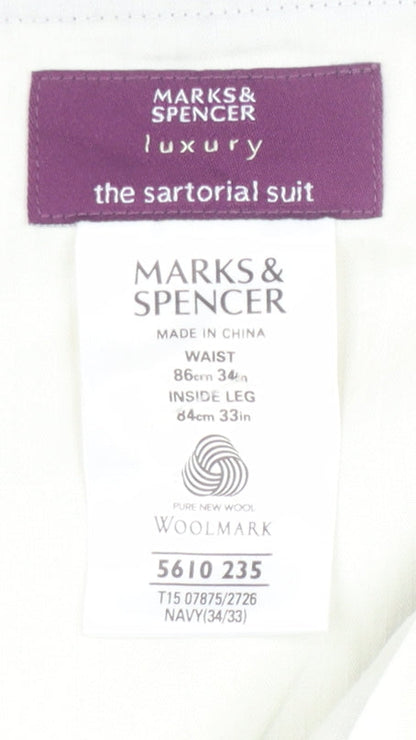 MARKS&
SPENCER
luxury
the sartorial suit
MARKS &
SPENCER
MADE IN CHINA
WAIST
86cm 34in
INSIDE LEG
84cm 33in
PURE NEW WOOL
WOOLMARK
5610 235
T15 07875/2726
NAVY(34/33)